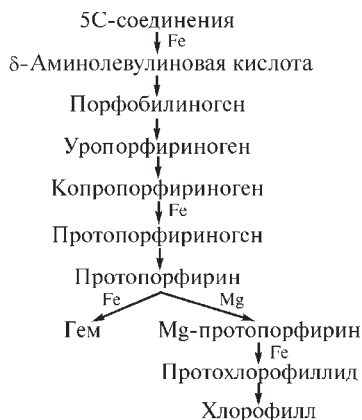 5С-соединения
Fe
δ-Аминолевулиновая кислота
Порфобилиноген
Уропорфириноген
Копропорфириноген
Fe
Протопорфириноген
Протопорфирин
Fe Mg
Гем Mg-протопорфирин
Fe
Протохлорофиллид
Хлорофилл